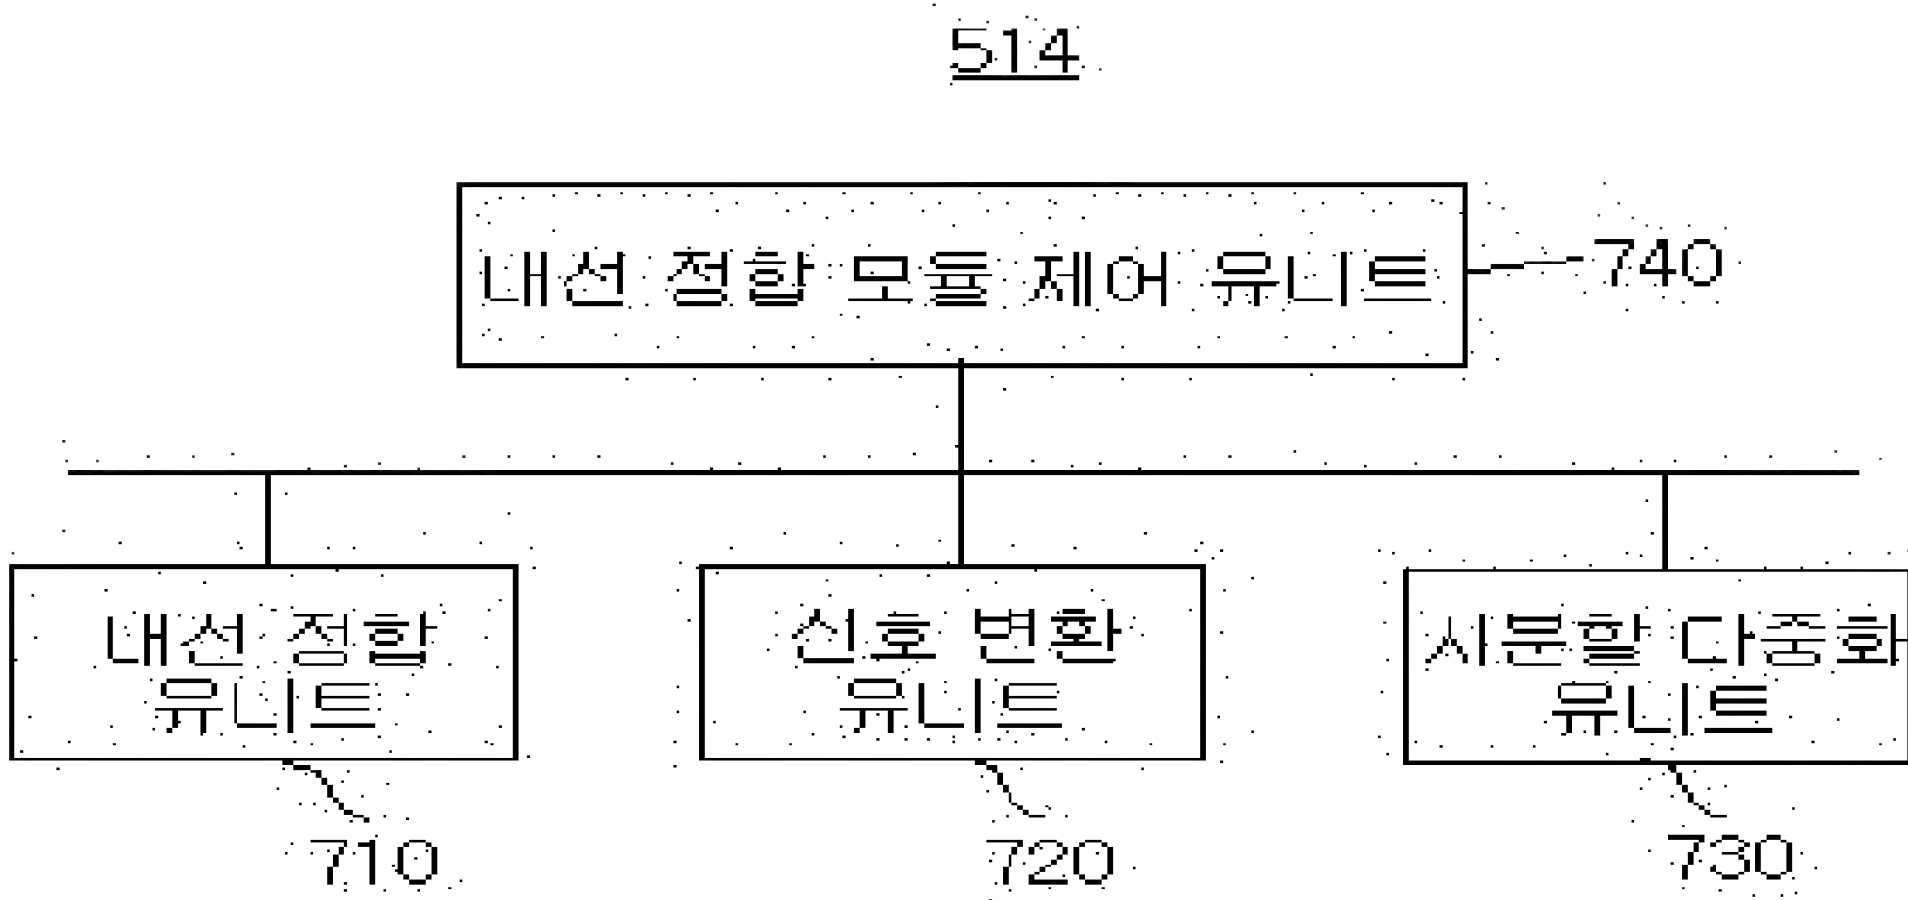 514
내선 정합 모듈 제어 유니트
740
내선 정합
유니트
신호 변환
유니트
시분할 다중화
유니트
710
720
730